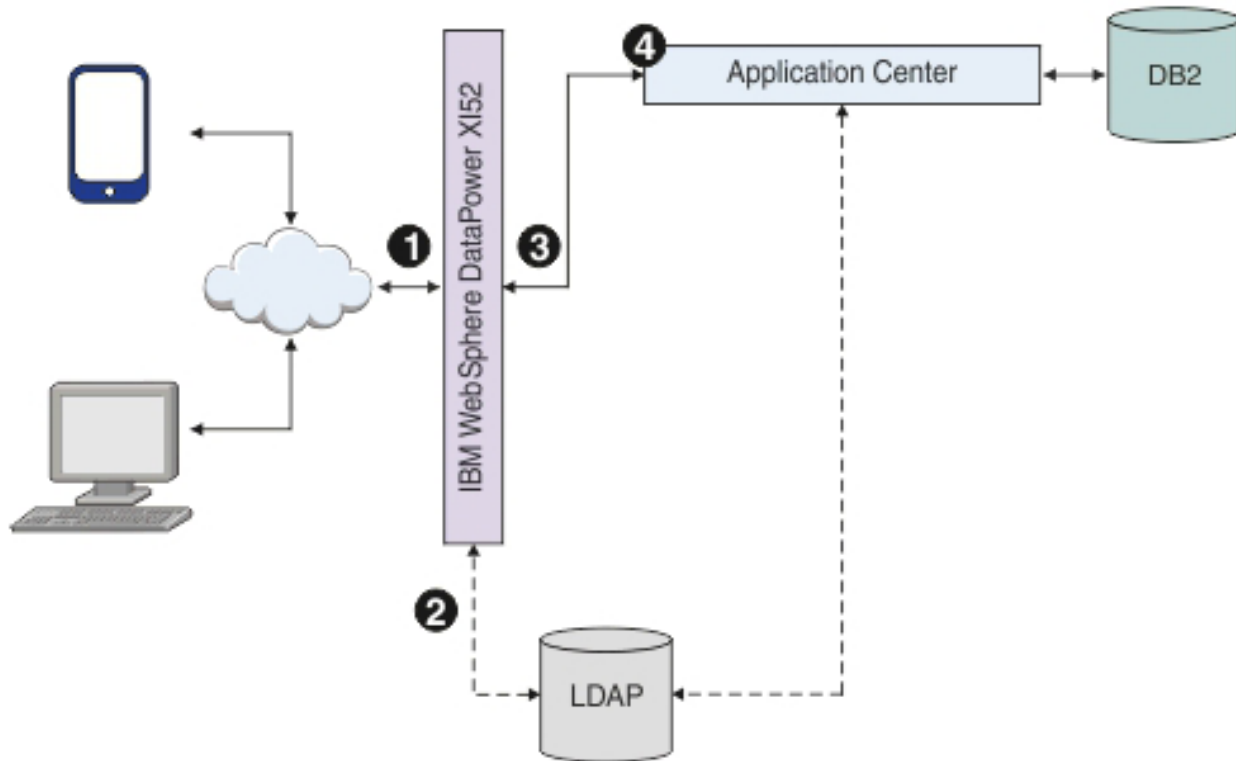 4
Application Center
DB2
IBM WebSphere DataPower XI52
1
3
2
LDAP